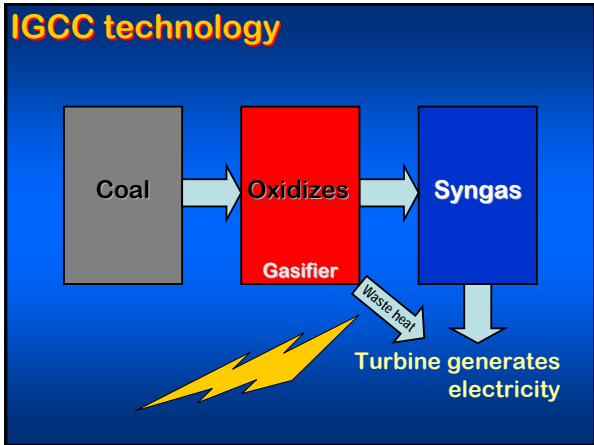 IGCC technology
Coal
Oxidizes
Syngas
Gasifier
Waste heat
Turbine generates
electricity